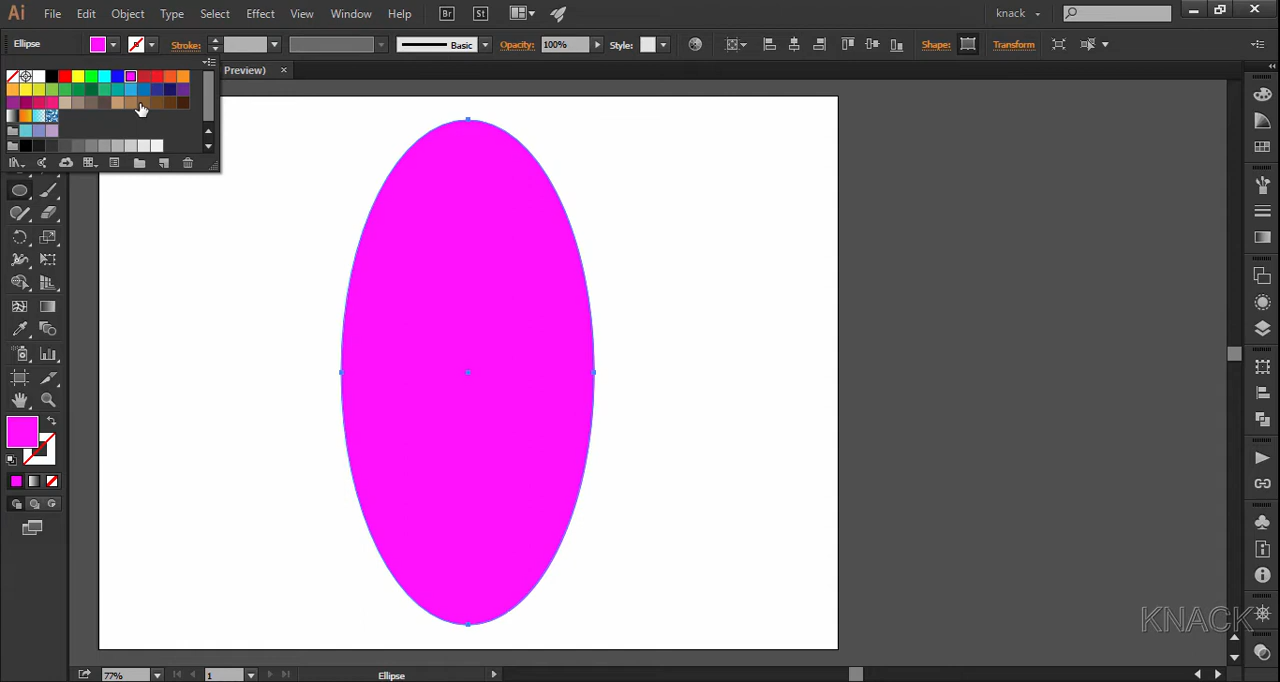 Ai File Edit Object Type Select Effect View Window Help Br St knack
Ellipse Stroke: Basic Opacity: 100% Style: Shape: Transform
Preview)
KNACK
77% 1 Ellipse